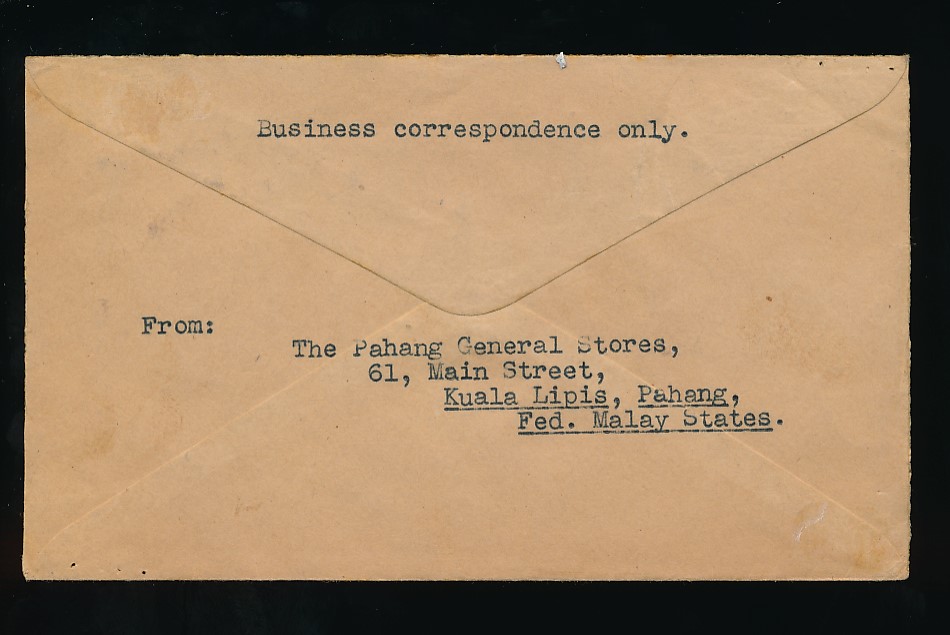 Business correspondence only.
From:
The Pahang General Stores,
61, Main Street,
Kuala Lipis, Pahang,
Fed. Malay States.